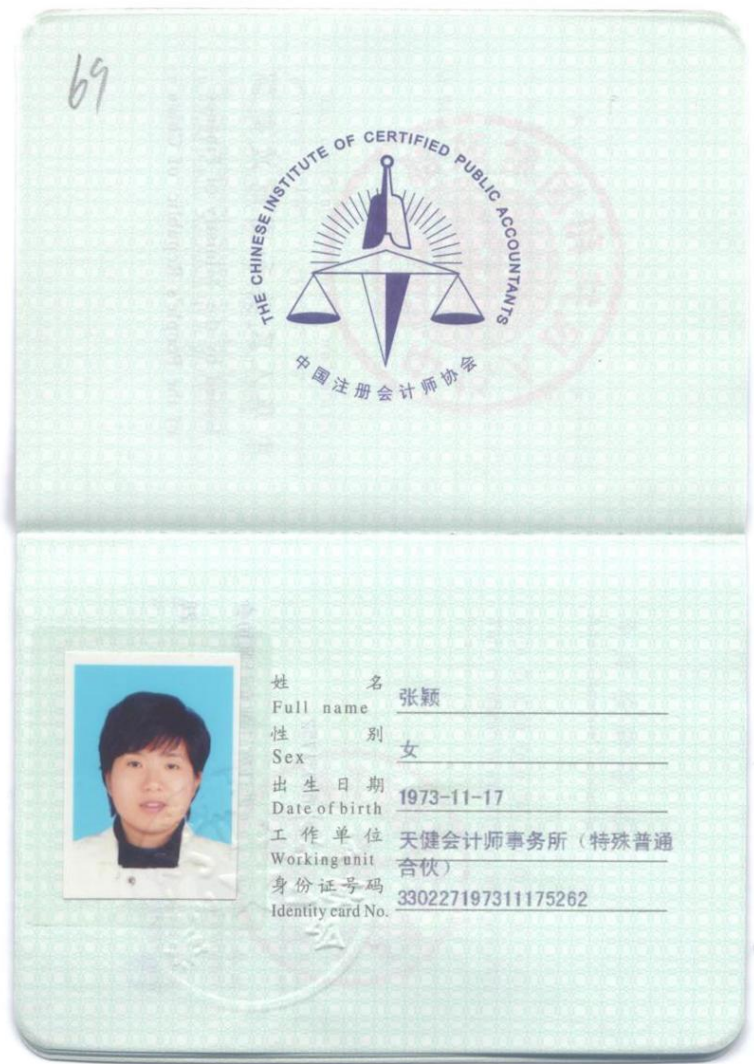 69
THE CHINESE INSTITUTE OF CERTIFIED PUBLIC ACCOUNTANTS
中国注册会计师协会
姓 名 张颖
Full name
性 别 女
Sex
出 生 日 期 1973-11-17
Date of birth
工 作 单 位 天健会计师事务所（特殊普通
Working unit 合伙）
身 份 证 号 码 330227197311175262
Identity card No.